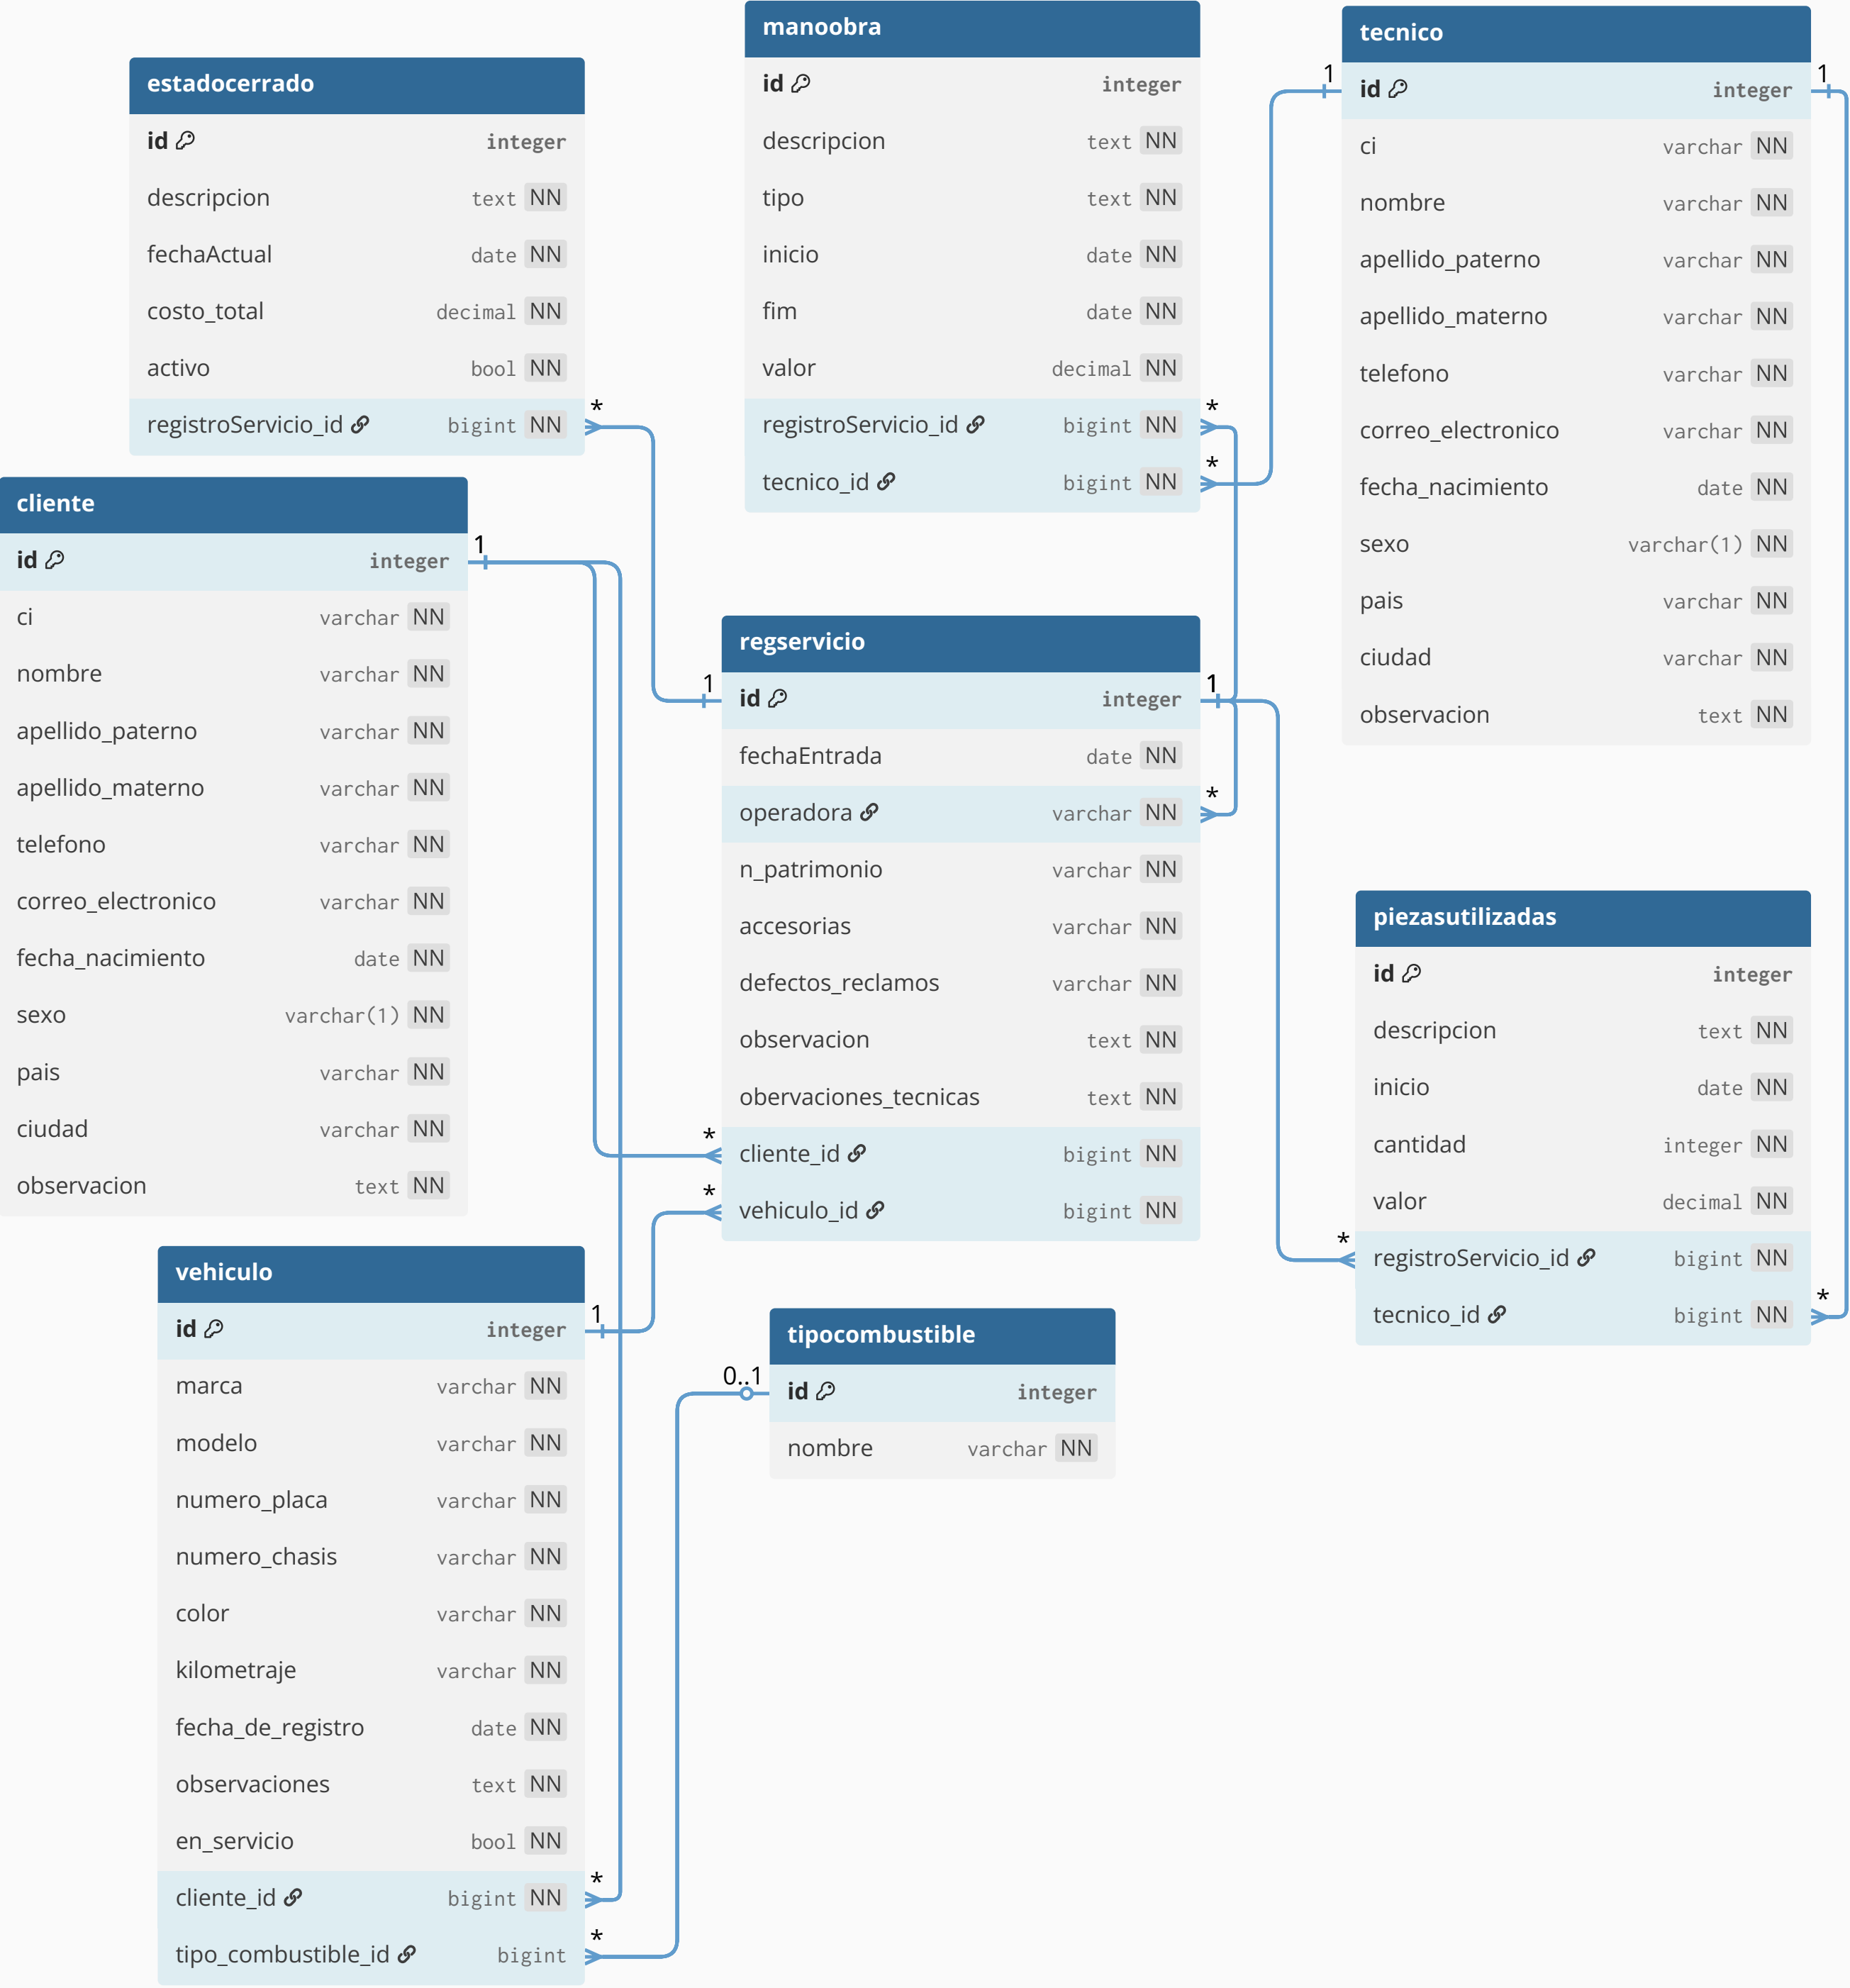 estadocerrado
id integer
descripcion text NN
fechaActual date NN
costo_total decimal NN
activo bool NN
registroServicio_id bigint NN
*
manoobra
id integer
descripcion text NN
tipo text NN
inicio date NN
fim date NN
valor decimal NN
registroServicio_id bigint NN
*
tecnico_id bigint NN
*
tecnico
1
id integer
1
ci varchar NN
nombre varchar NN
apellido_paterno varchar NN
apellido_materno varchar NN
telefono varchar NN
correo_electronico varchar NN
fecha_nacimiento date NN
sexo varchar(1) NN
pais varchar NN
ciudad varchar NN
observacion text NN
cliente
id integer
1
ci varchar NN
nombre varchar NN
apellido_paterno varchar NN
apellido_materno varchar NN
telefono varchar NN
correo_electronico varchar NN
fecha_nacimiento date NN
sexo varchar(1) NN
pais varchar NN
ciudad varchar NN
observacion text NN
regservicio
1
id integer
1
fechaEntrada date NN
operadora varchar NN
*
n_patrimonio varchar NN
accesorias varchar NN
defectos_reclamos varchar NN
observacion text NN
obervaciones_tecnicas text NN
*
cliente_id bigint NN
*
vehiculo_id bigint NN
piezasutilizadas
id integer
descripcion text NN
inicio date NN
cantidad integer NN
valor decimal NN
*
registroServicio_id bigint NN
tecnico_id bigint NN
*
vehiculo
id integer
1
marca varchar NN
modelo varchar NN
numero_placa varchar NN
numero_chasis varchar NN
color varchar NN
kilometraje varchar NN
fecha_de_registro date NN
observaciones text NN
en_servicio bool NN
cliente_id bigint NN
*
tipo_combustible_id bigint
*
tipocombustible
0..1
id integer
nombre varchar NN